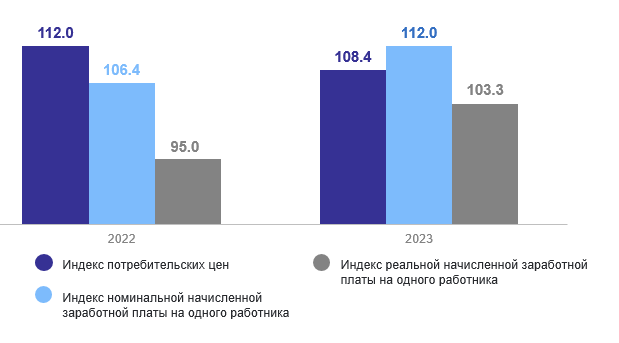 112.0
106.4
95.0
108.4
112.0
103.3
2022
2023
Индекс потребительских цен
Индекс номинальной начисленной
заработной платы на одного работника
Индекс реальной начисленной заработной
платы на одного работника